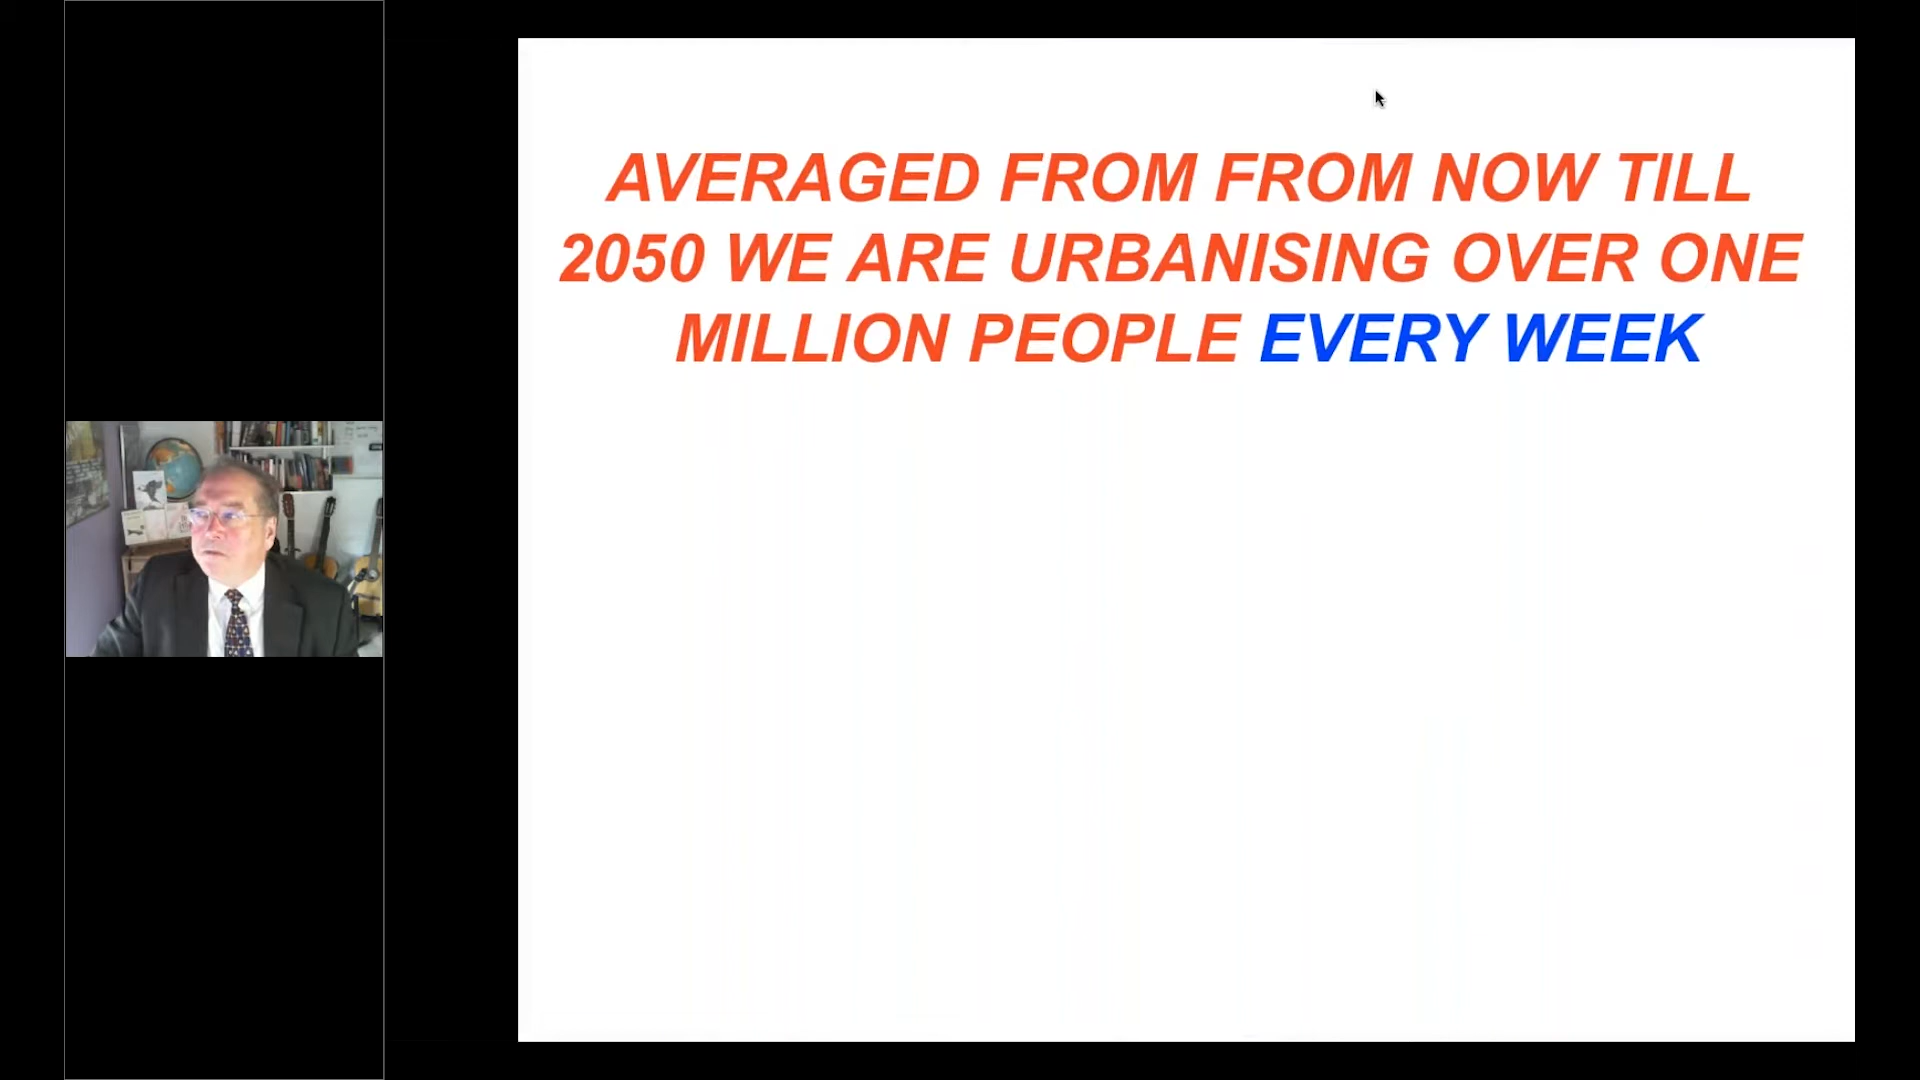 AVERAGED FROM FROM NOW TILL
2050 WE ARE URBANISING OVER ONE
MILLION PEOPLE EVERY WEEK